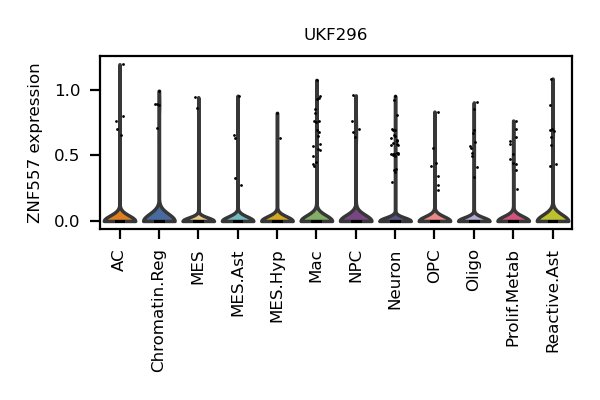 UKF296
ZNF557 expression
1.0
0.5
0.0
AC
Chromatin.Reg
MES
MES.Ast
MES.Hyp
Mac
NPC
Neuron
OPC
Oligo
Prolif.Metab
Reactive.Ast